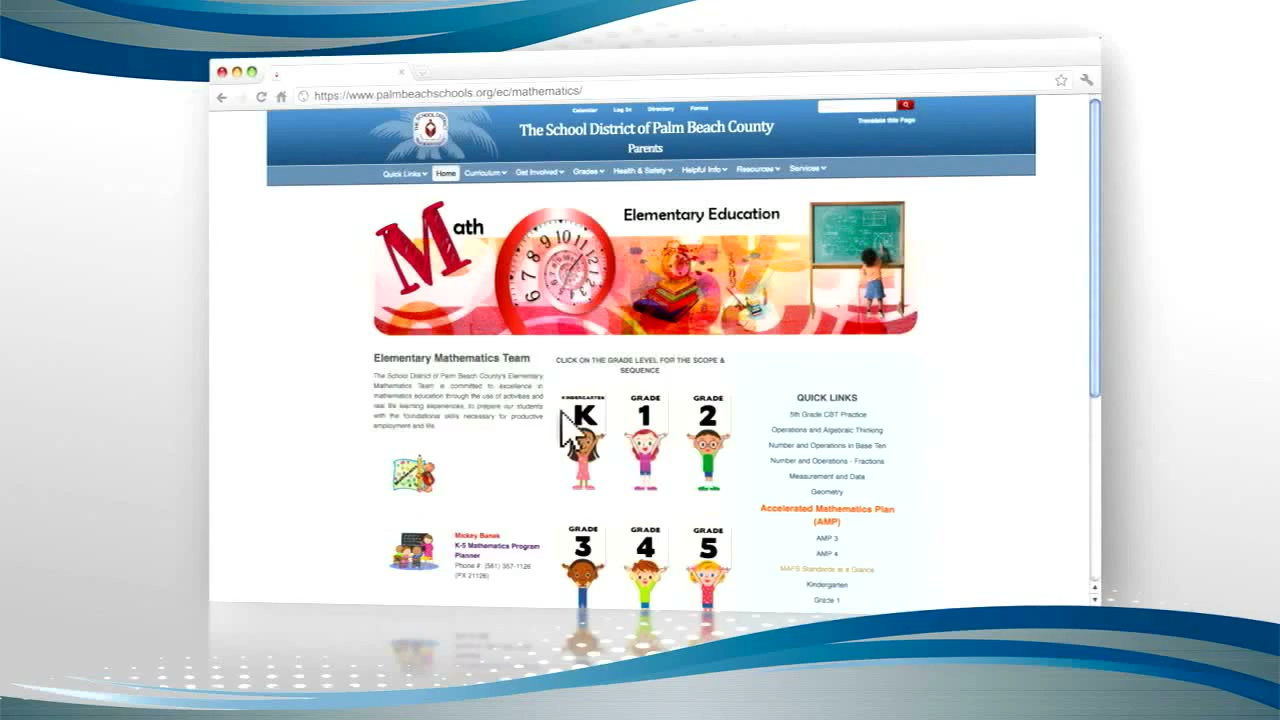 https://www.palmbeachschools.org/ec/mathematics/
Calendar Log In Directory Forms
The School District of Palm Beach County
Parents
Translate this Page
Quick Links Home Curriculum Get Involved Grades Health & Safety Helpful Info Resources Services
Math
Elementary Education
Elementary Mathematics Team
The School District of Palm Beach County's Elementary
Mathematics Team is committed to excellence in
mathematics education through the use of activities and
real life learning experiences, to prepare our students
with the foundational skills necessary for productive
employment and life.
CLICK ON THE GRADE LEVEL FOR THE SCOPE &
SEQUENCE
KINDERGARTEN
K
GRADE
1
GRADE
2
GRADE
3
GRADE
4
GRADE
5
Mickey Banek
K-5 Mathematics Program
Planner
Phone #: (561) 357-1126
(PX 21126)
QUICK LINKS
5th Grade CBT Practice
Operations and Algebraic Thinking
Number and Operations in Base Ten
Number and Operations - Fractions
Measurement and Data
Geometry
Accelerated Mathematics Plan
(AMP)
AMP 3
AMP 4
MAFS Standards at a Glance
Kindergarten
Grade 1